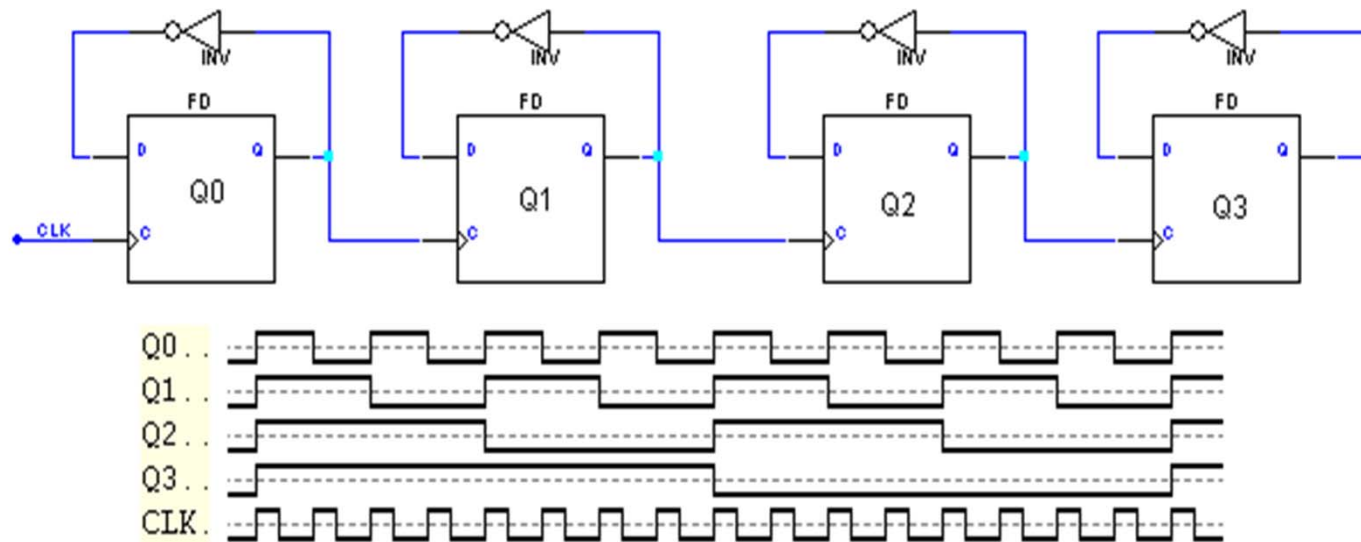 INV INV INV INV
FD FD FD FD
D Q D Q D Q D Q
Q0 Q1 Q2 Q3
CLK C C C C
Q0..
Q1..
Q2..
Q3..
CLK.